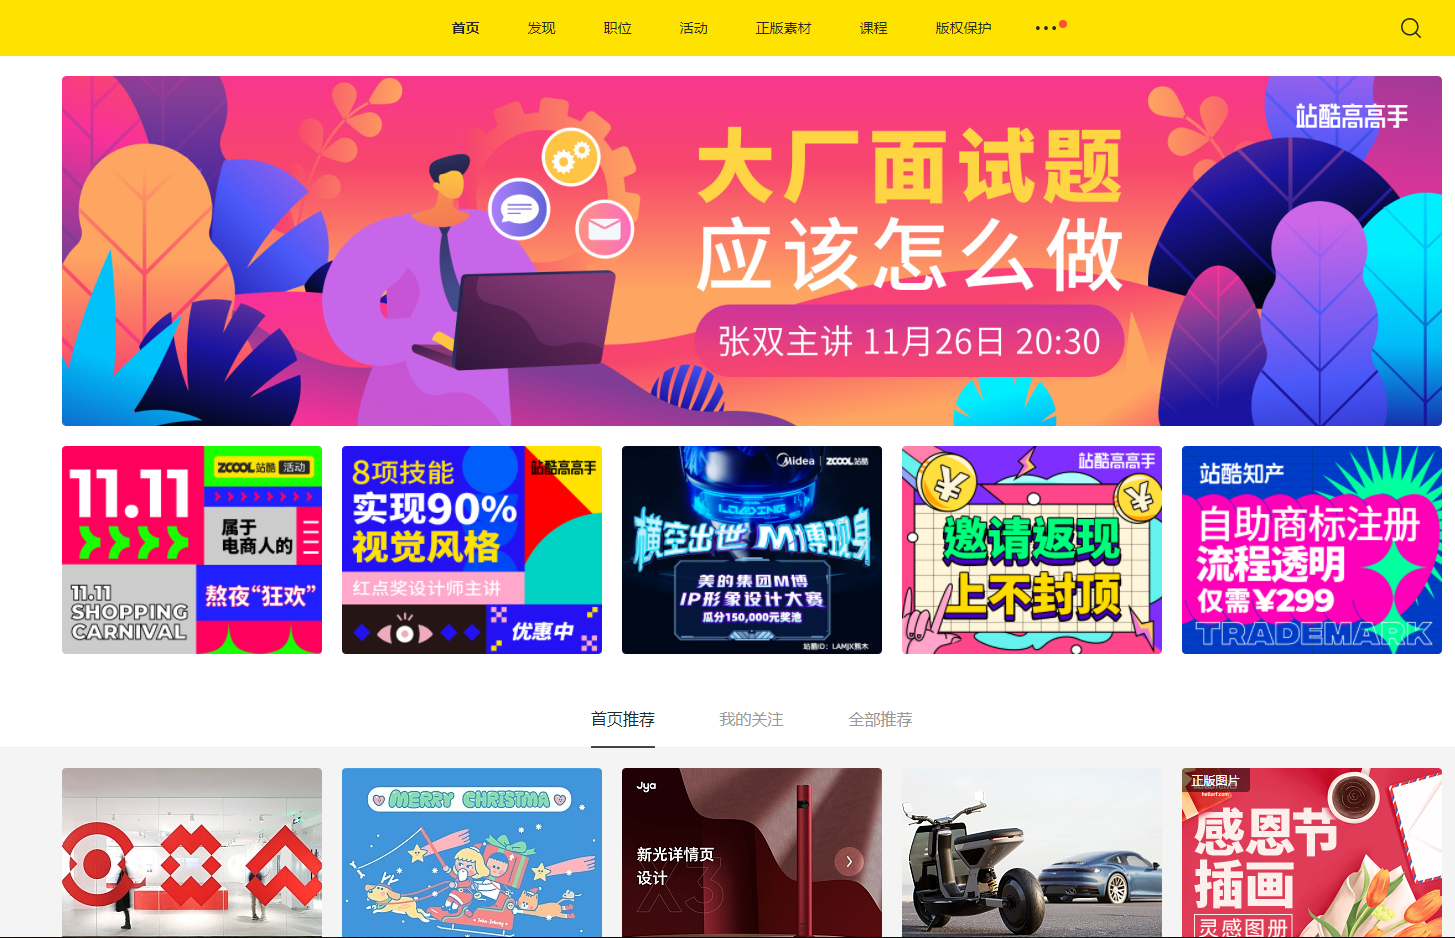 首页 发现 职位 活动 正版素材 课程 版权保护
站酷高高手
大厂面试题
应该怎么做
张双主讲 11月26日 20:30
11.11
ZCOOL站酷 活动
属于
电商人的
11.11
SHOPPING
CARNIVAL
熬夜“狂欢”
8项技能
站酷高高手
实现90%
视觉风格
红点奖设计师主讲
优惠中
Midea | ZCOOL站酷
LOADING
横空出世 M博现身
美的集团M博
IP形象设计大赛
瓜分150,000元奖池
站酷ID：LAMJX熊木
站酷高高手
邀请返现
上不封顶
站酷知产
自助商标注册
流程透明
仅需¥299
TRADEMARK
首页推荐 我的关注 全部推荐
MERRY CHRISTMA
Jya
新光详情页
设计
X3
正版图片
hellorf.com
感恩节
插画
灵感图册